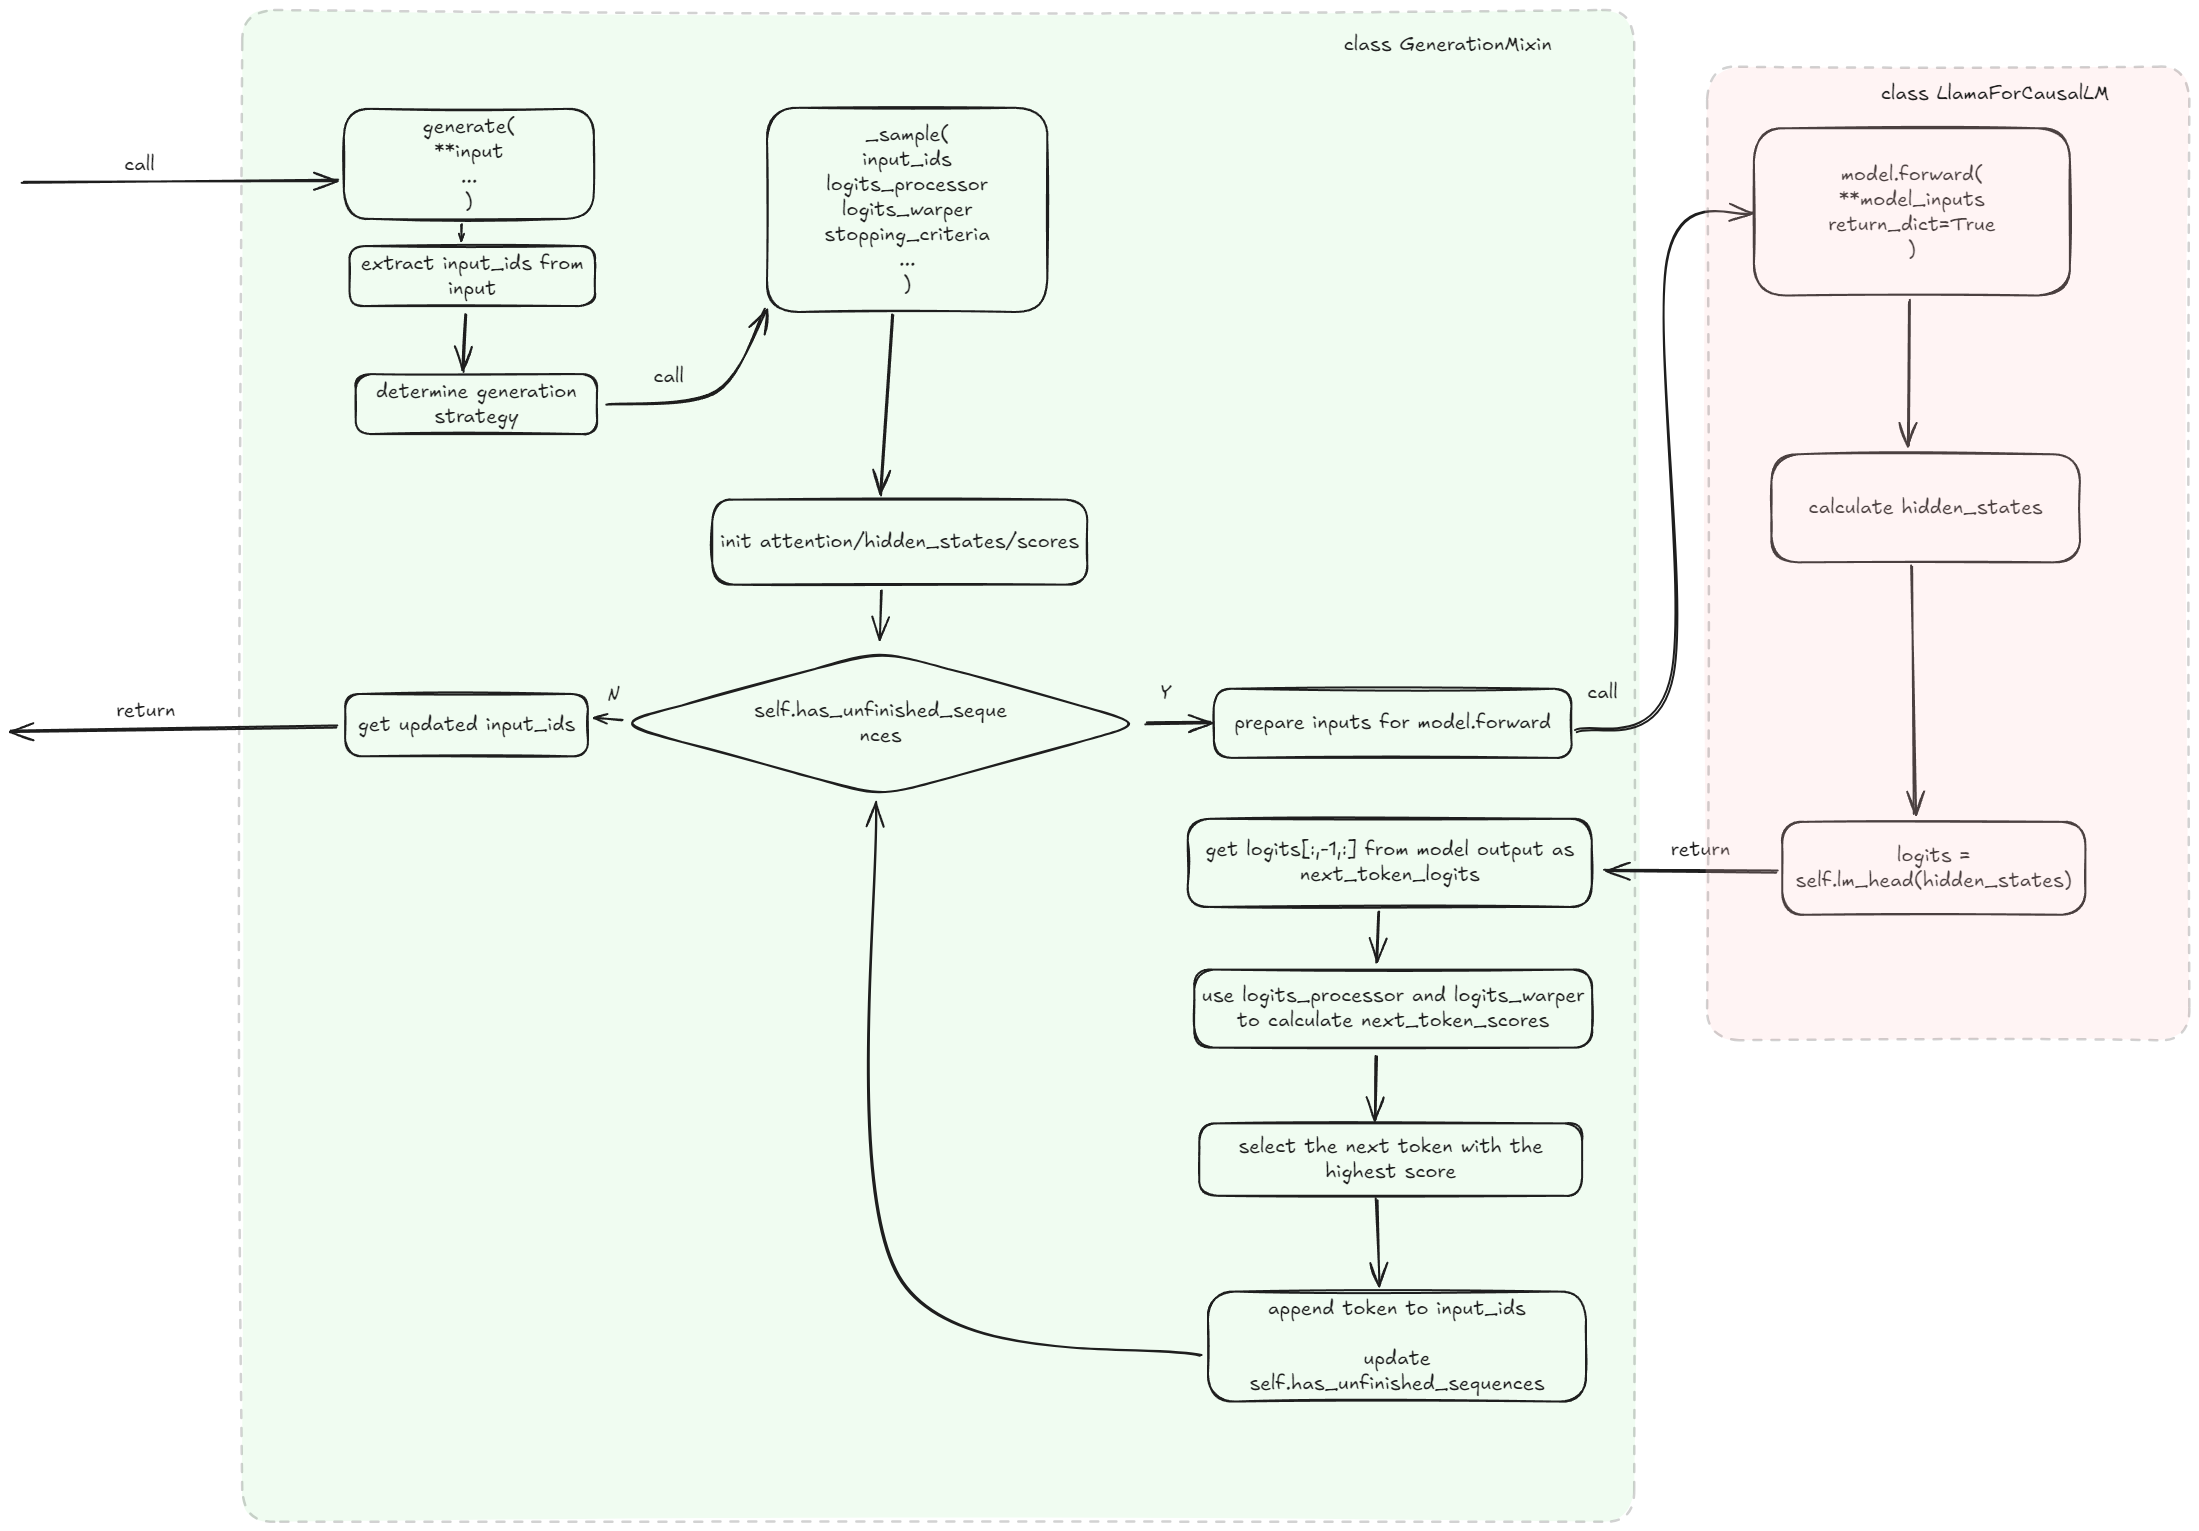 class GenerationMixin
class LlamaForCausalLM
call
generate(
**input
...
)
extract input_ids from
input
determine generation
strategy
call
_sample(
input_ids
logits_processor
logits_warper
stopping_criteria
...
)
init attention/hidden_states/scores
self.has_unfinished_seque
nces
N
get updated input_ids
return
Y
prepare inputs for model.forward
call
model.forward(
**model_inputs
return_dict=True
)
calculate hidden_states
logits =
self.lm_head(hidden_states)
return
get logits[:,-1,:] from model output as
next_token_logits
use logits_processor and logits_warper
to calculate next_token_scores
select the next token with the
highest score
append token to input_ids
update
self.has_unfinished_sequences